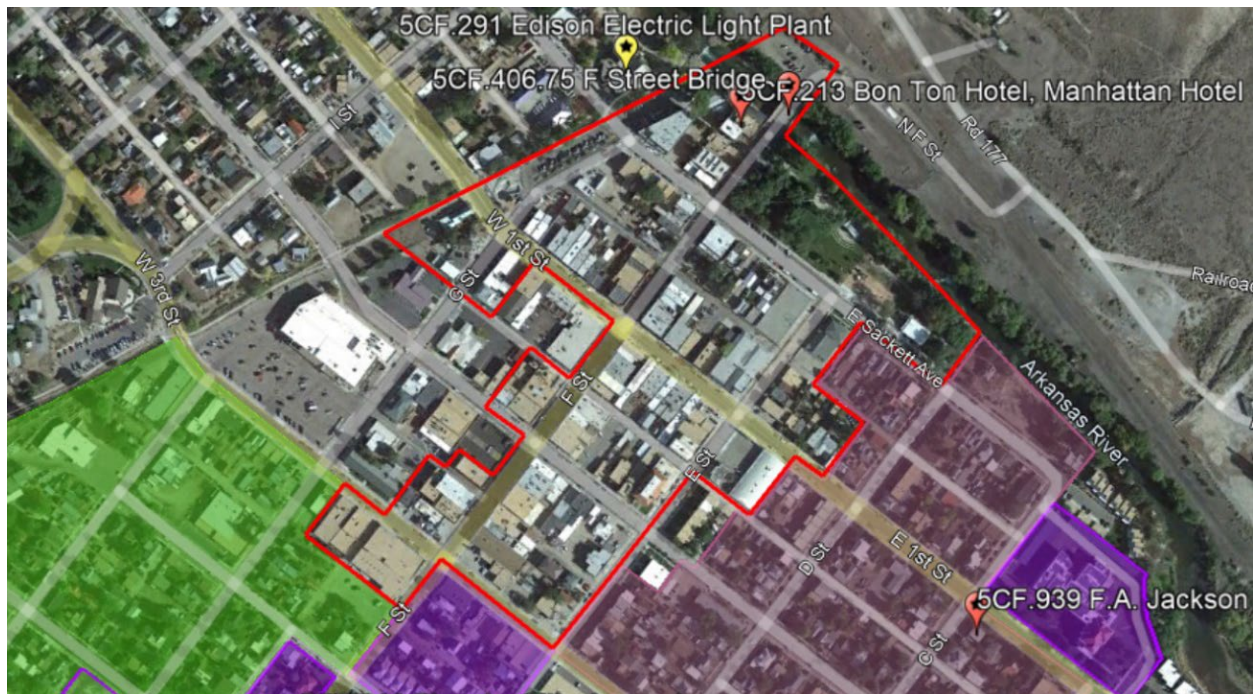 5CF.291 Edison Electric Light Plant
5CF.406.75 F Street Bridge
5CF.213 Bon Ton Hotel, Manhattan Hotel
I St
N F St
Rd 177
W 1st St
W 3rd St
G St
Railroad
E Sackett Ave
Arkansas River
F St
E St
D St
E 1st St
5CF.939 F.A. Jackson
F St
C St